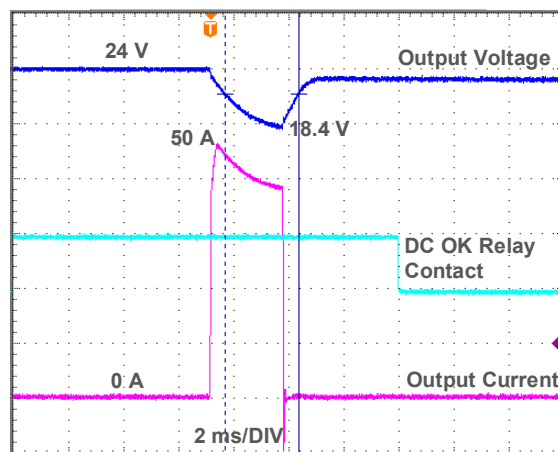 T
24 V
Output Voltage
18.4 V
50 A
DC OK Relay
Contact
0 A
Output Current
2 ms/DIV